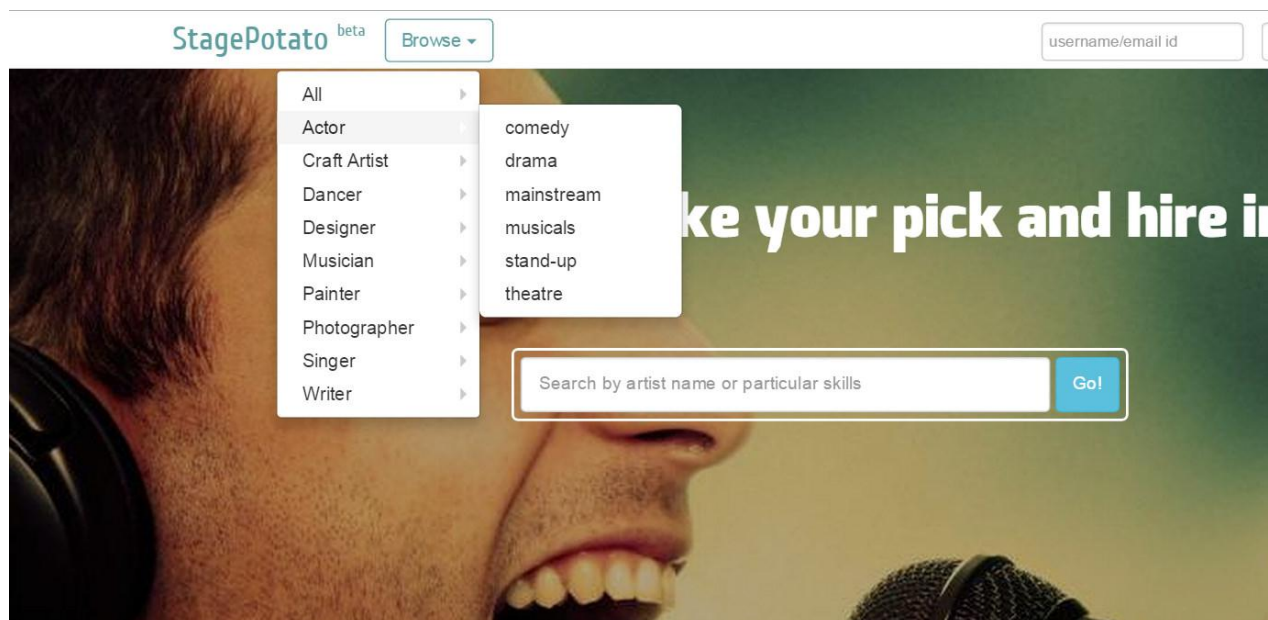 StagePotato beta Browse
username/email id
All
Actor
Craft Artist
Dancer
Designer
Musician
Painter
Photographer
Singer
Writer
comedy
drama
mainstream
musicals
stand-up
theatre
your pick and hire
Search by artist name or particular skills Go!